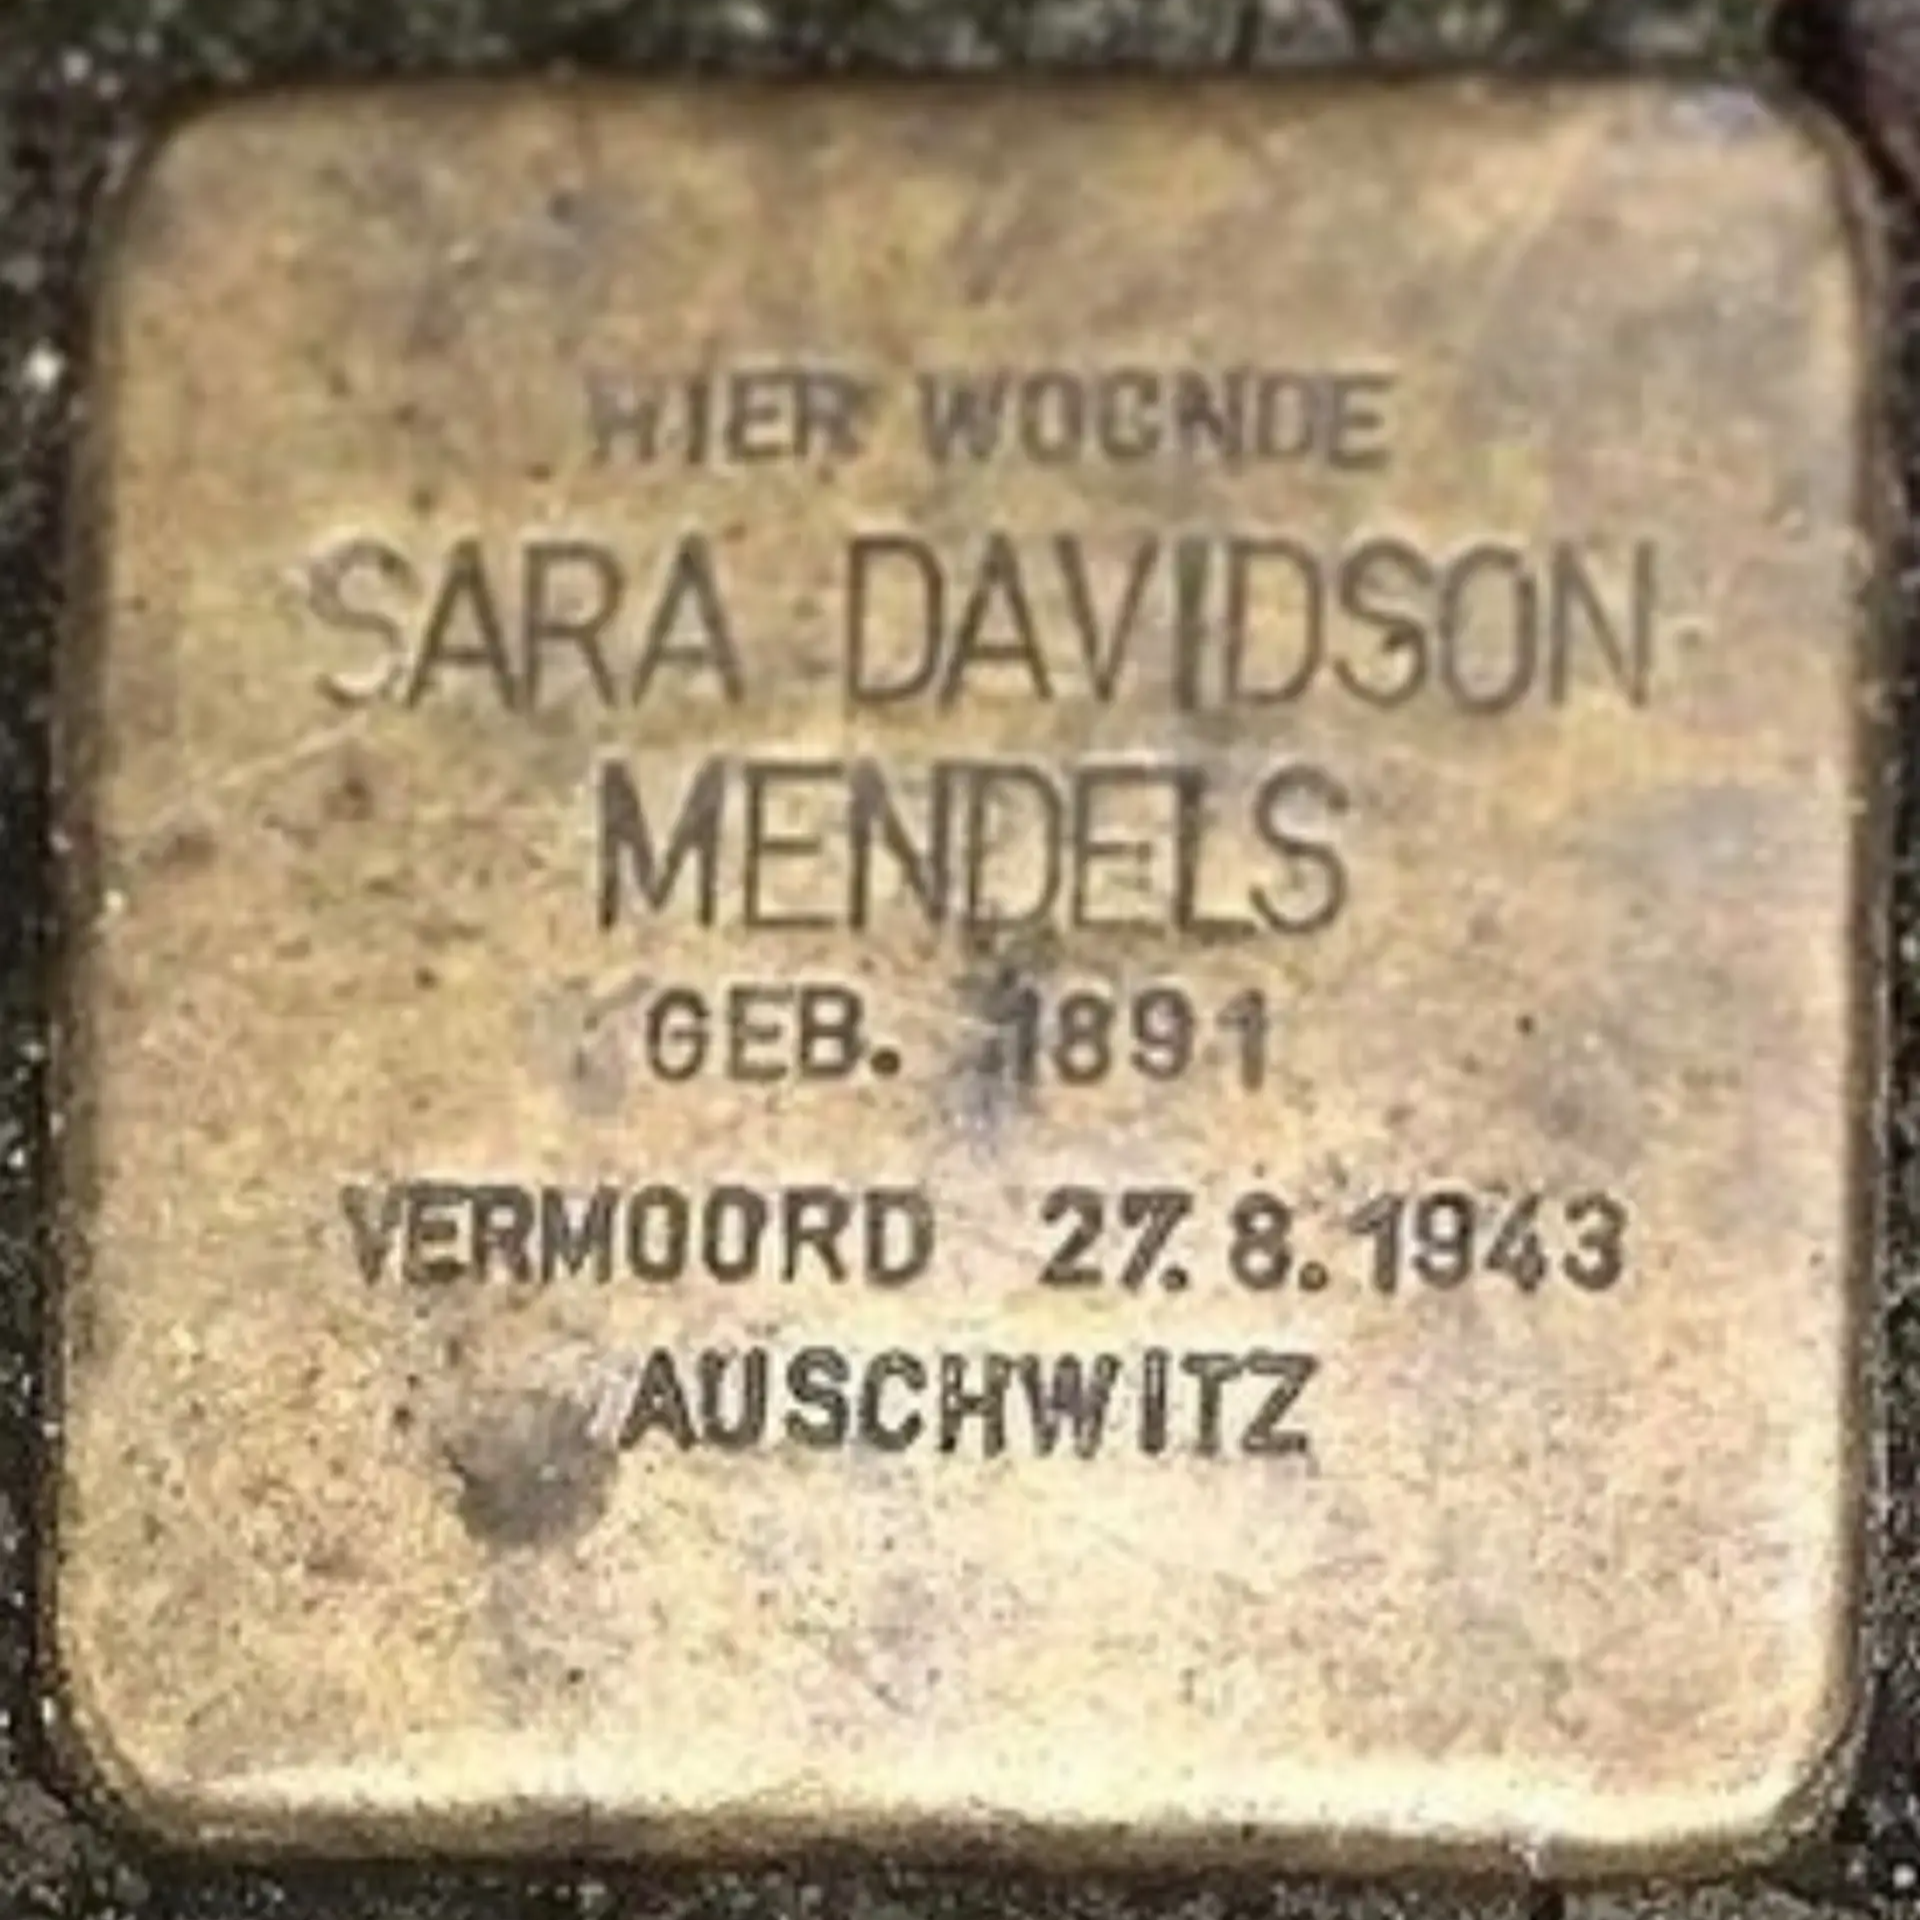 HIER WOONDE
SARA DAVIDSON-
MENDELS
GEB. 1891
VERMOORD 27.8.1943
AUSCHWITZ